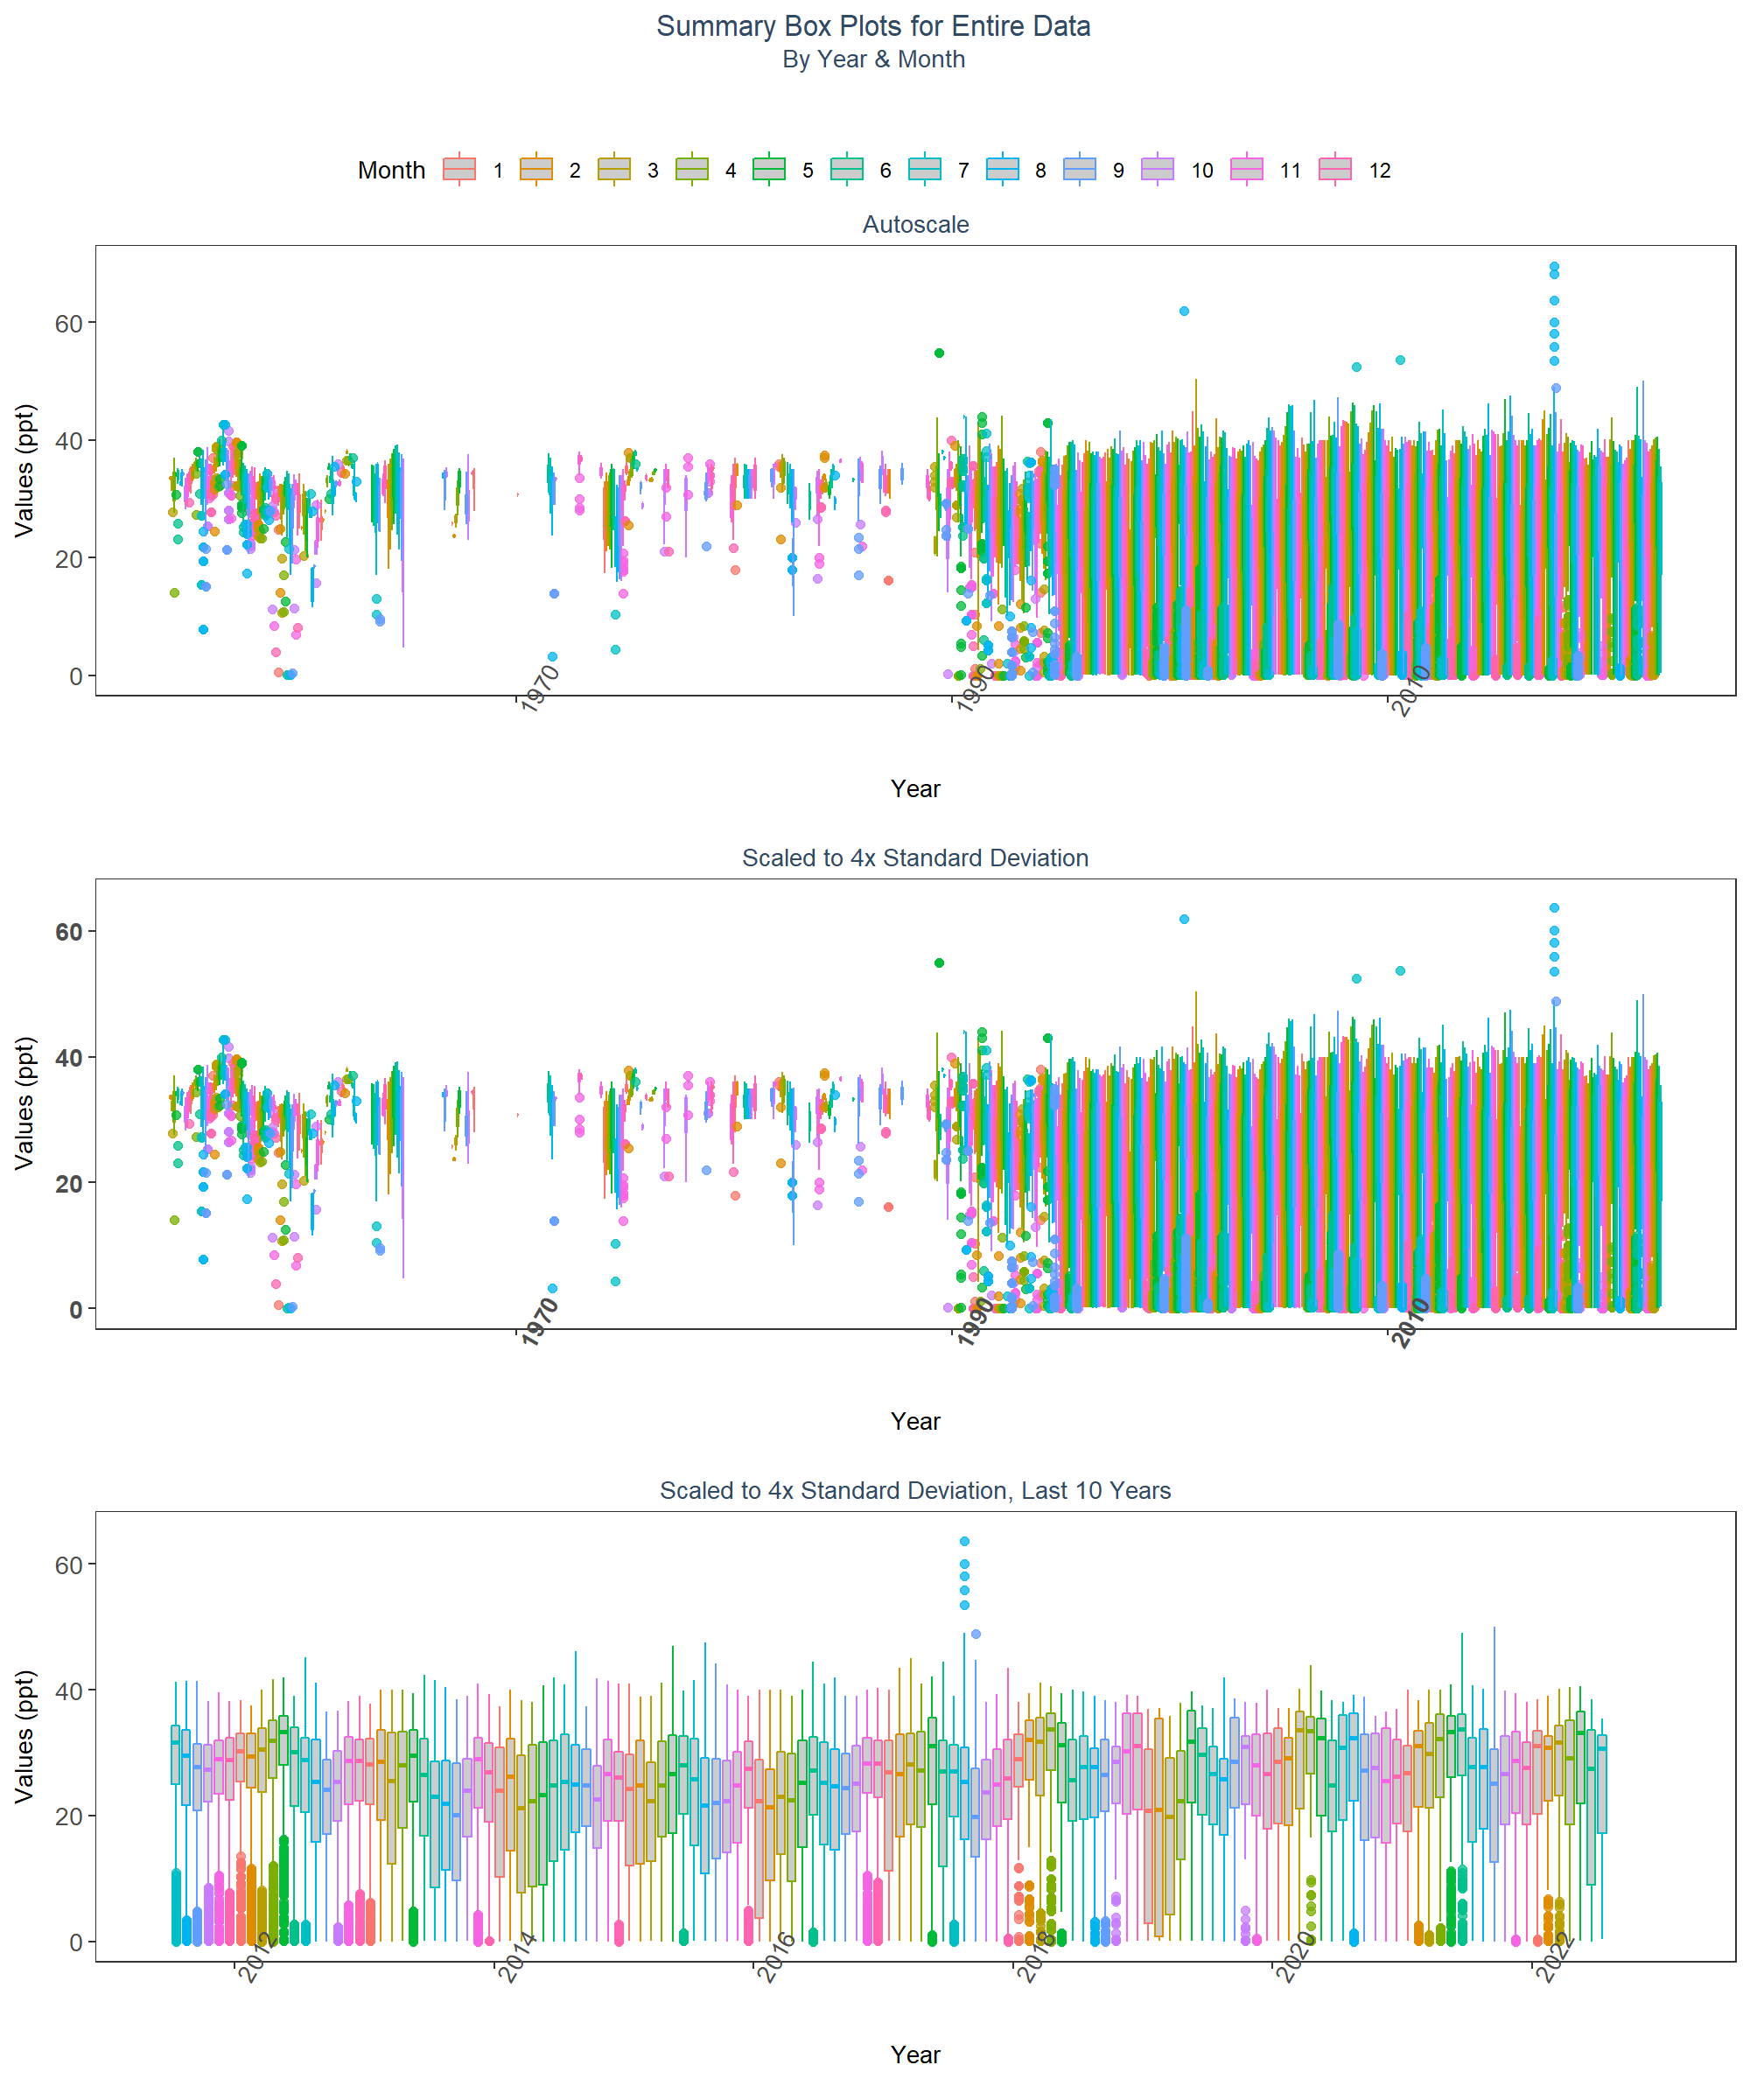 Summary Box Plots for Entire Data
By Year & Month
Month 1 2 3 4 5 6 7 8 9 10 11 12
Autoscale
Values (ppt)
60
40
20
0
1970 1990 2010
Year
Scaled to 4x Standard Deviation
Values (ppt)
60
40
20
0
1970 1990 2010
Year
Scaled to 4x Standard Deviation, Last 10 Years
Values (ppt)
60
40
20
0
2012 2014 2016 2018 2020 2022
Year